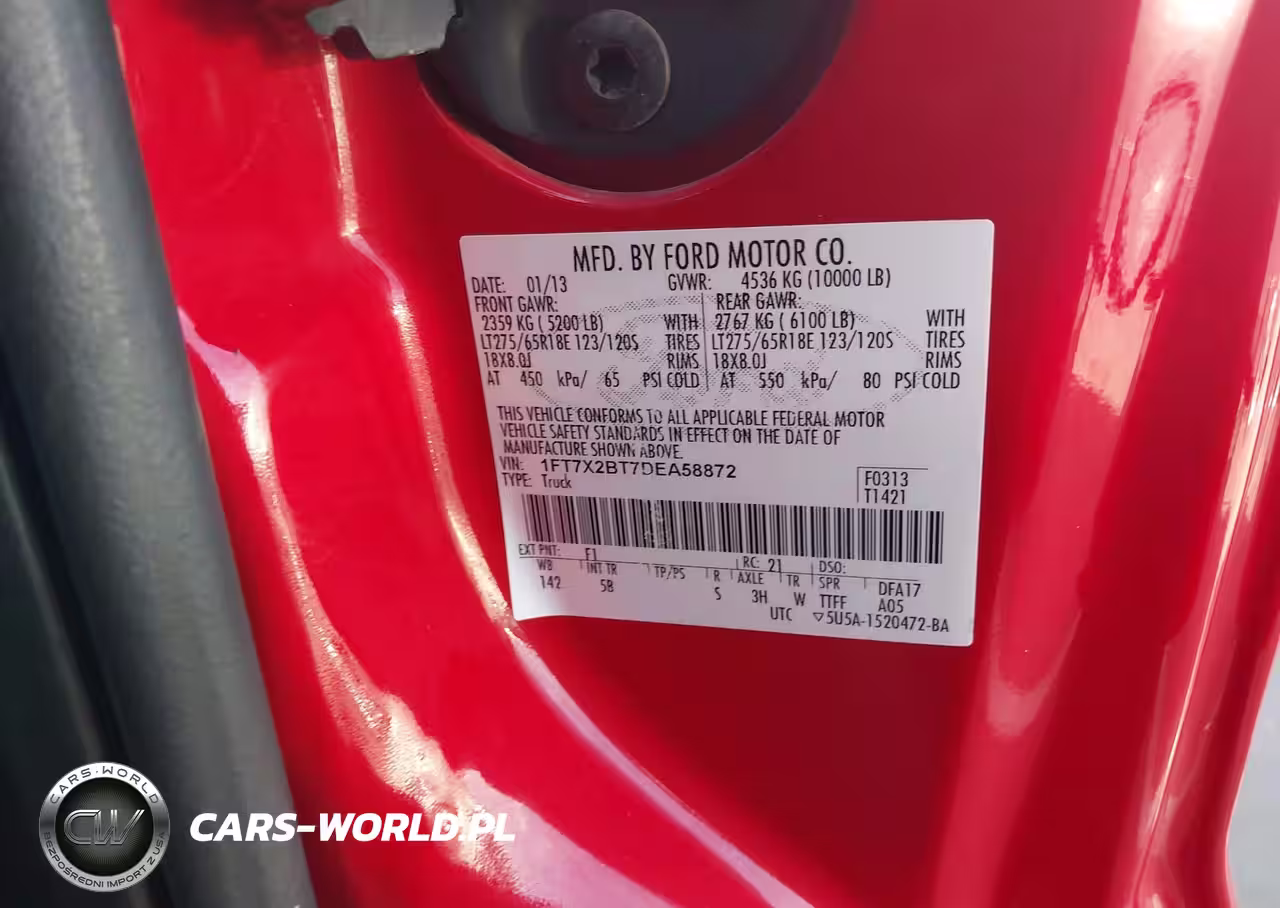 MFD. BY FORD MOTOR CO.
DATE: 01/13 GVWR: 4536 KG (10000 LB)
FRONT GAWR: REAR GAWR:
2359 KG ( 5200 LB) WITH 2767 KG ( 6100 LB) WITH
LT275/65R18E 123/120S TIRES LT275/65R18E 123/120S TIRES
18X8.0J RIMS 18X8.0J RIMS
AT 450 kPa/ 65 PSI COLD AT 550 kPa/ 80 PSI COLD
THIS VEHICLE CONFORMS TO ALL APPLICABLE FEDERAL MOTOR
VEHICLE SAFETY STANDARDS IN EFFECT ON THE DATE OF
MANUFACTURE SHOWN ABOVE.
VIN: 1FT7X2BT7DEA58872
TYPE: Truck
F0313
T1421
EXT PNT: F1 RC: 21 DSO:
WB INT TR TP/PS R AXLE TR SPR DFA17
142 5B S 3H W TTFF A05
UTC ▽5U5A-1520472-BA
CARS-WORLD
CW
BEZPOŚREDNI IMPORT Z USA
CARS-WORLD.PL